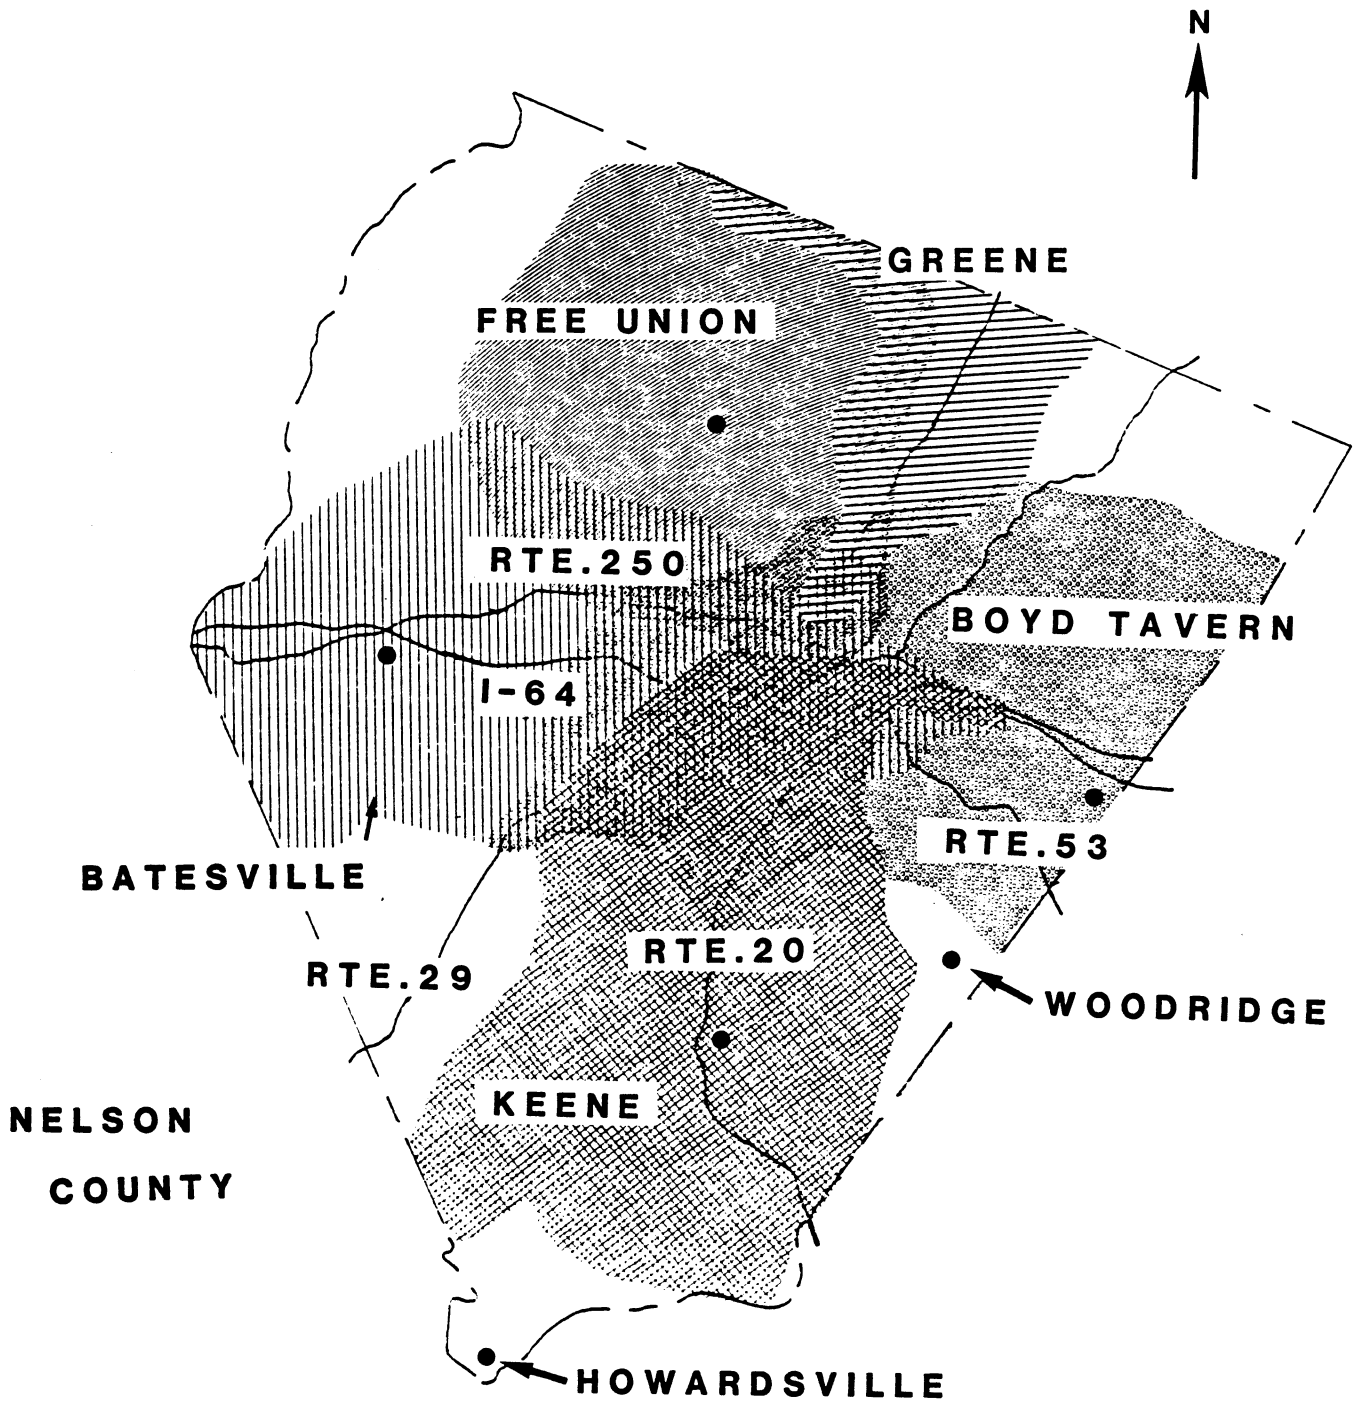 N
GREENE
FREE UNION
RTE.250
BOYD TAVERN
I-64
RTE.53
BATESVILLE
RTE.20
RTE.29
WOODRIDGE
KEENE
NELSON
COUNTY
HOWARDSVILLE